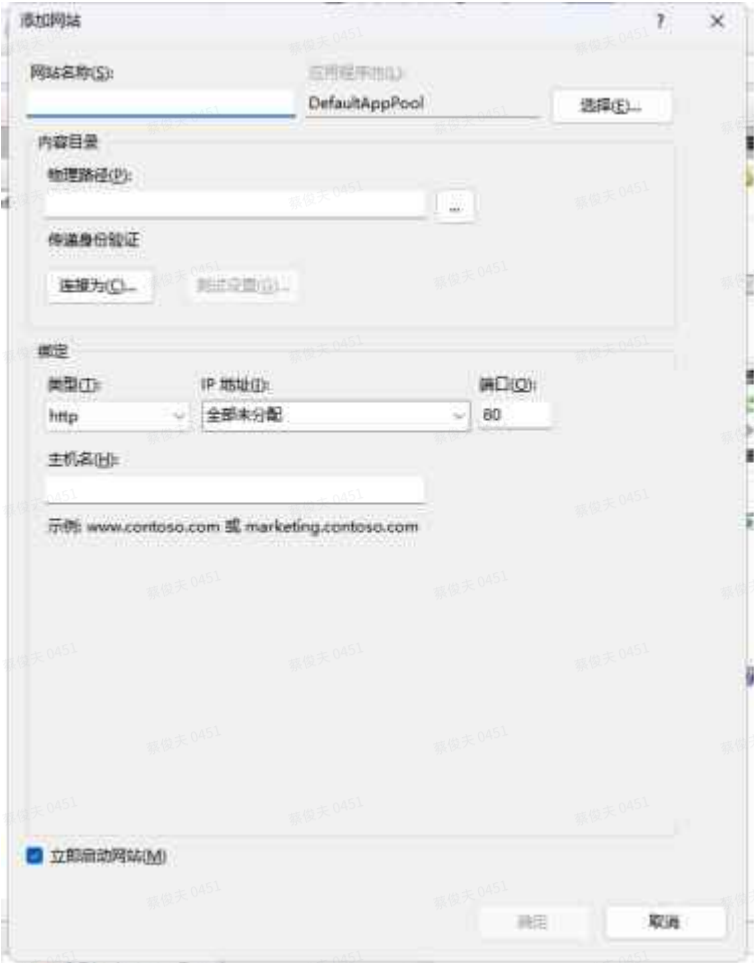 添加网站
?
网站名称(S):
应用程序池(L):
DefaultAppPool
选择(E)...
内容目录
物理路径(P):
...
传递身份验证
连接为(C)...
测试设置(G)...
绑定
类型(T):
IP 地址(I):
端口(O):
http
全部未分配
80
主机名(H):
示例: www.contoso.com 或 marketing.contoso.com
立即启动网站(M)
确定
取消